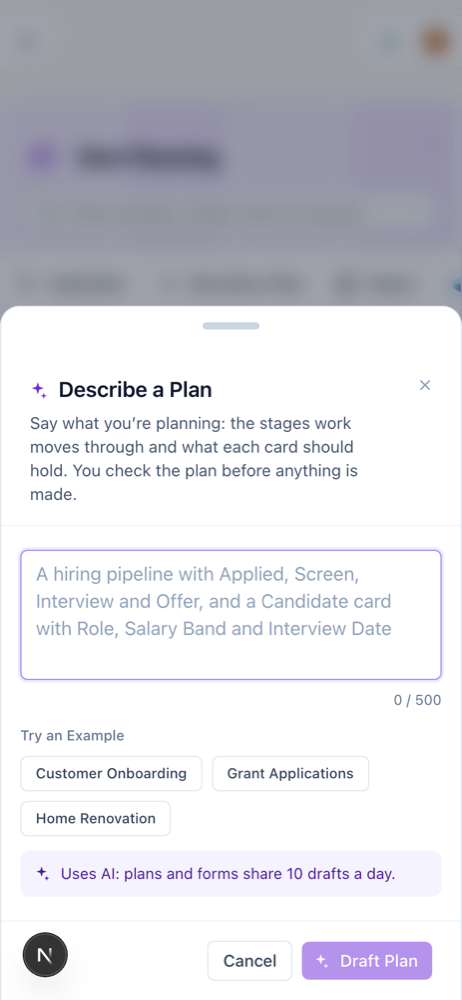 Describe a Plan
Say what you’re planning: the stages work
moves through and what each card should
hold. You check the plan before anything is
made.
A hiring pipeline with Applied, Screen,
Interview and Offer, and a Candidate card
with Role, Salary Band and Interview Date
0 / 500
Try an Example
Customer Onboarding
Grant Applications
Home Renovation
Uses AI: plans and forms share 10 drafts a day.
N
Cancel
Draft Plan